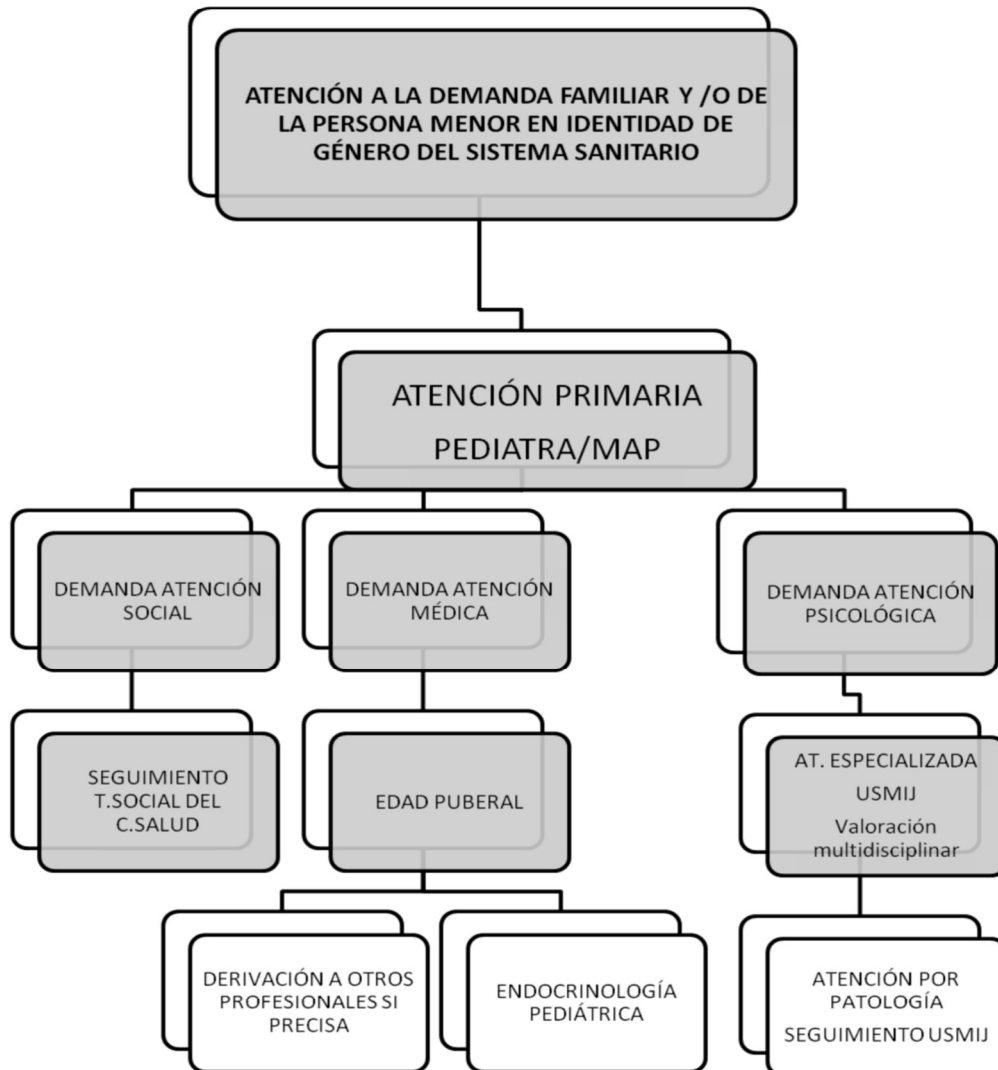 ATENCIÓN A LA DEMANDA FAMILIAR Y /O DE
LA PERSONA MENOR EN IDENTIDAD DE
GÉNERO DEL SISTEMA SANITARIO
ATENCIÓN PRIMARIA
PEDIATRA/MAP
DEMANDA ATENCIÓN
SOCIAL
DEMANDA ATENCIÓN
MÉDICA
DEMANDA ATENCIÓN
PSICOLÓGICA
SEGUIMIENTO
T.SOCIAL DEL
C.SALUD
EDAD PUBERAL
AT. ESPECIALIZADA
USMIJ
Valoración
multidisciplinar
DERIVACIÓN A OTROS
PROFESIONALES SI
PRECISA
ENDOCRINOLOGÍA
PEDIÁTRICA
ATENCIÓN POR
PATOLOGÍA
SEGUIMIENTO USMIJ